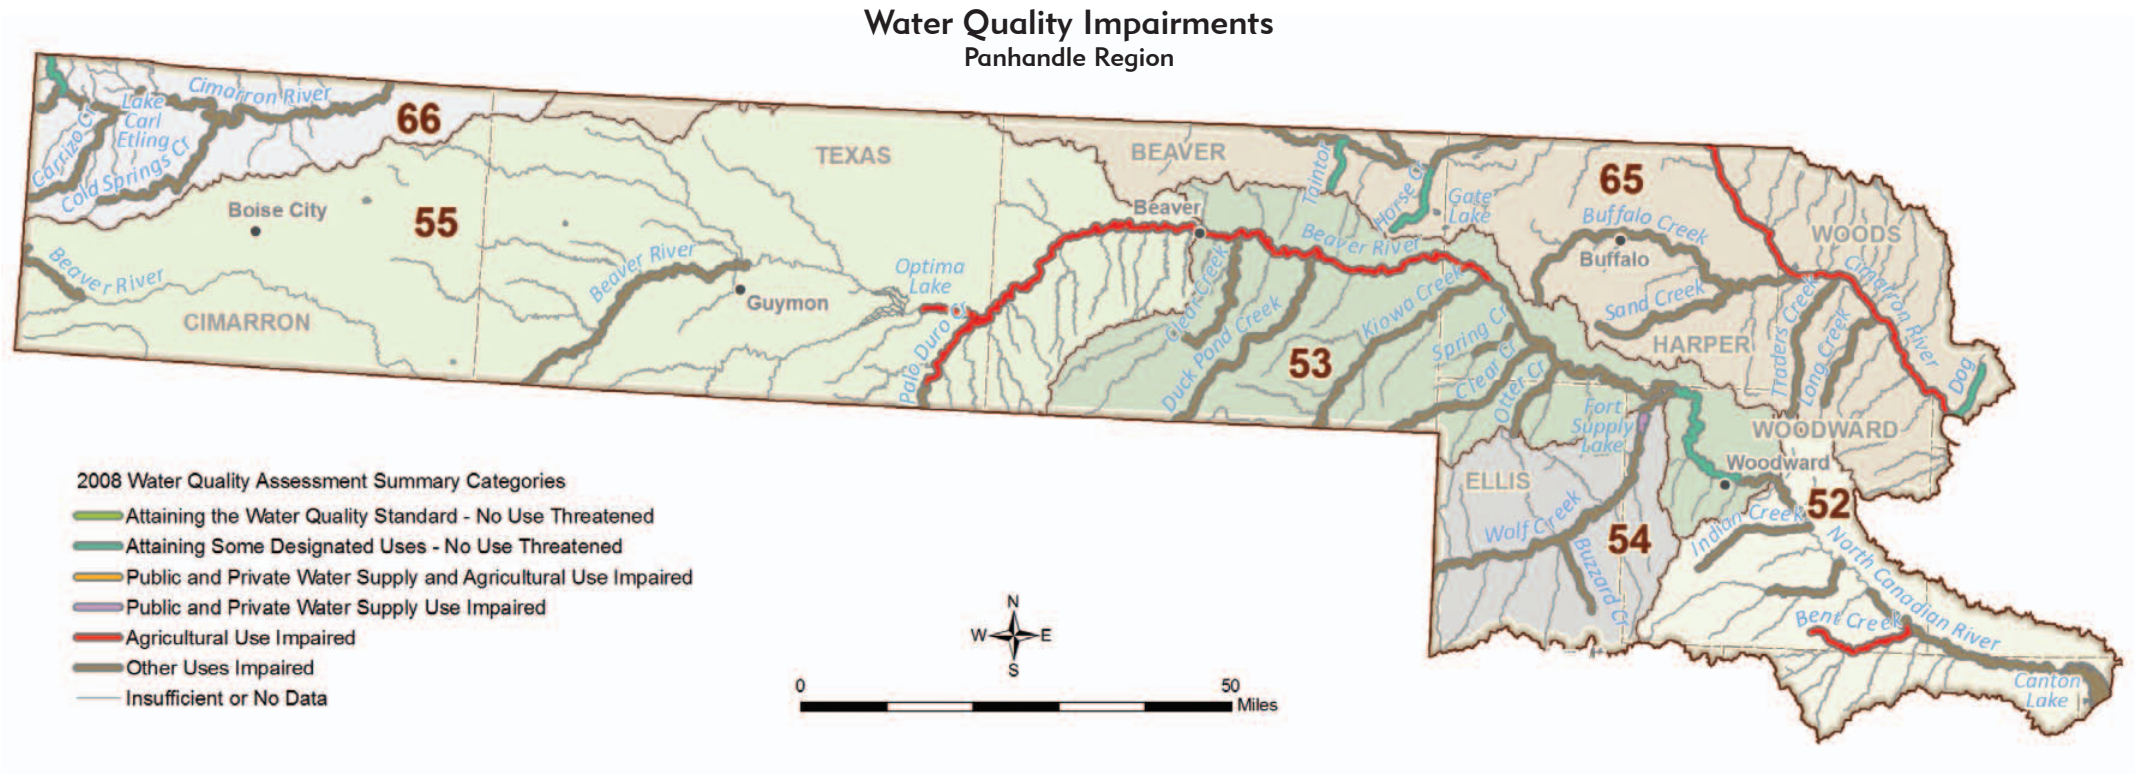 Water Quality Impairments
Panhandle Region
Cimarron River
66
Lake
Carl
Etling
Carrizo Cr
Cold Springs Cr
TEXAS
BEAVER
Taintor
Horse Cr
Gate
Lake
65
Buffalo Creek
WOODS
Boise City
55
Beaver
Beaver River
Buffalo
Cimarron River
Beaver River
Beaver River
Optima
Lake
Guymon
CIMARRON
Palo Duro Cr
Clear Creek
Duck Pond Creek
Kiowa Creek
53
Spring Cr
Clear Cr
Otter Cr
Sand Creek
HARPER
Traders Creek
Long Creek
Dog
Fort
Supply
Lake
WOODWARD
Woodward
ELLIS
52
Wolf Creek
54
Indian Creek
Buzzard Cr
North Canadian River
Bent Creek
Canton
Lake
2008 Water Quality Assessment Summary Categories
Attaining the Water Quality Standard - No Use Threatened
Attaining Some Designated Uses - No Use Threatened
Public and Private Water Supply and Agricultural Use Impaired
Public and Private Water Supply Use Impaired
Agricultural Use Impaired
Other Uses Impaired
Insufficient or No Data
N
W E
S
0 50
Miles